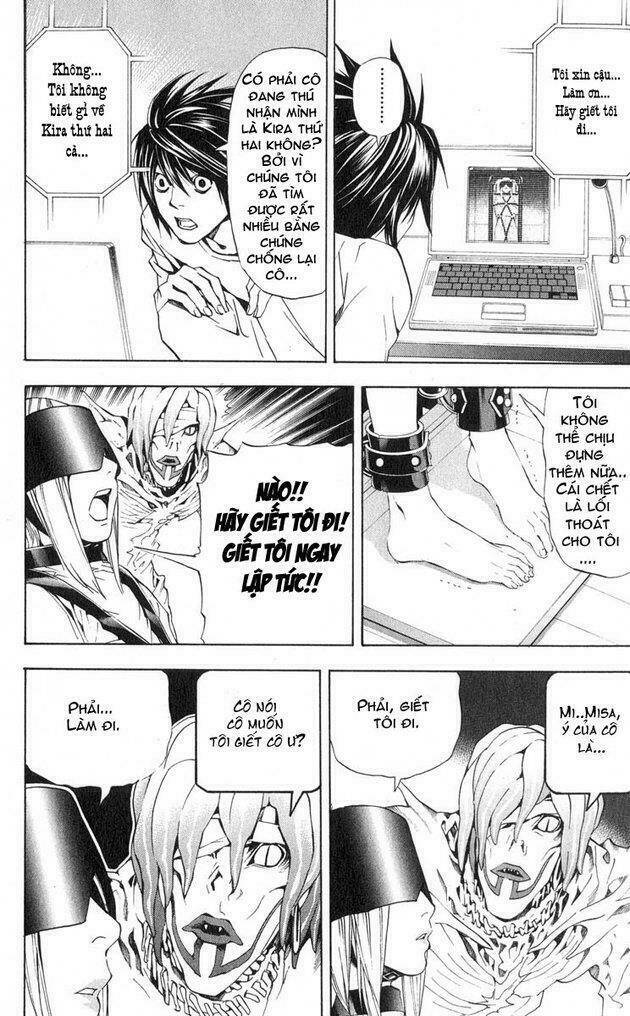 Tôi xin cậu...
Làm ơn...
Hãy giết tôi
đi...
.........
Có phải cô
đang thú
nhận mình
là Kira thứ
hai không?
Bởi vì
chúng tôi
đã tìm
được rất
nhiều bằng
chứng
chống lại
cô...
Không...
Tôi không
biết gì về
Kira thứ hai
cả...
Tôi
không
thể chịu
đựng
thêm nữa..
Cái chết
là lối
thoát
cho tôi
....
NÀO!!
HÃY GIẾT TÔI ĐI!
GIẾT TÔI NGAY
LẬP TỨC!!
Mi..Misa,
ý của cô
là...
Phải, giết
tôi đi.
Cô nói
cô muốn
tôi giết cô ư?
Phải...
Làm đi.